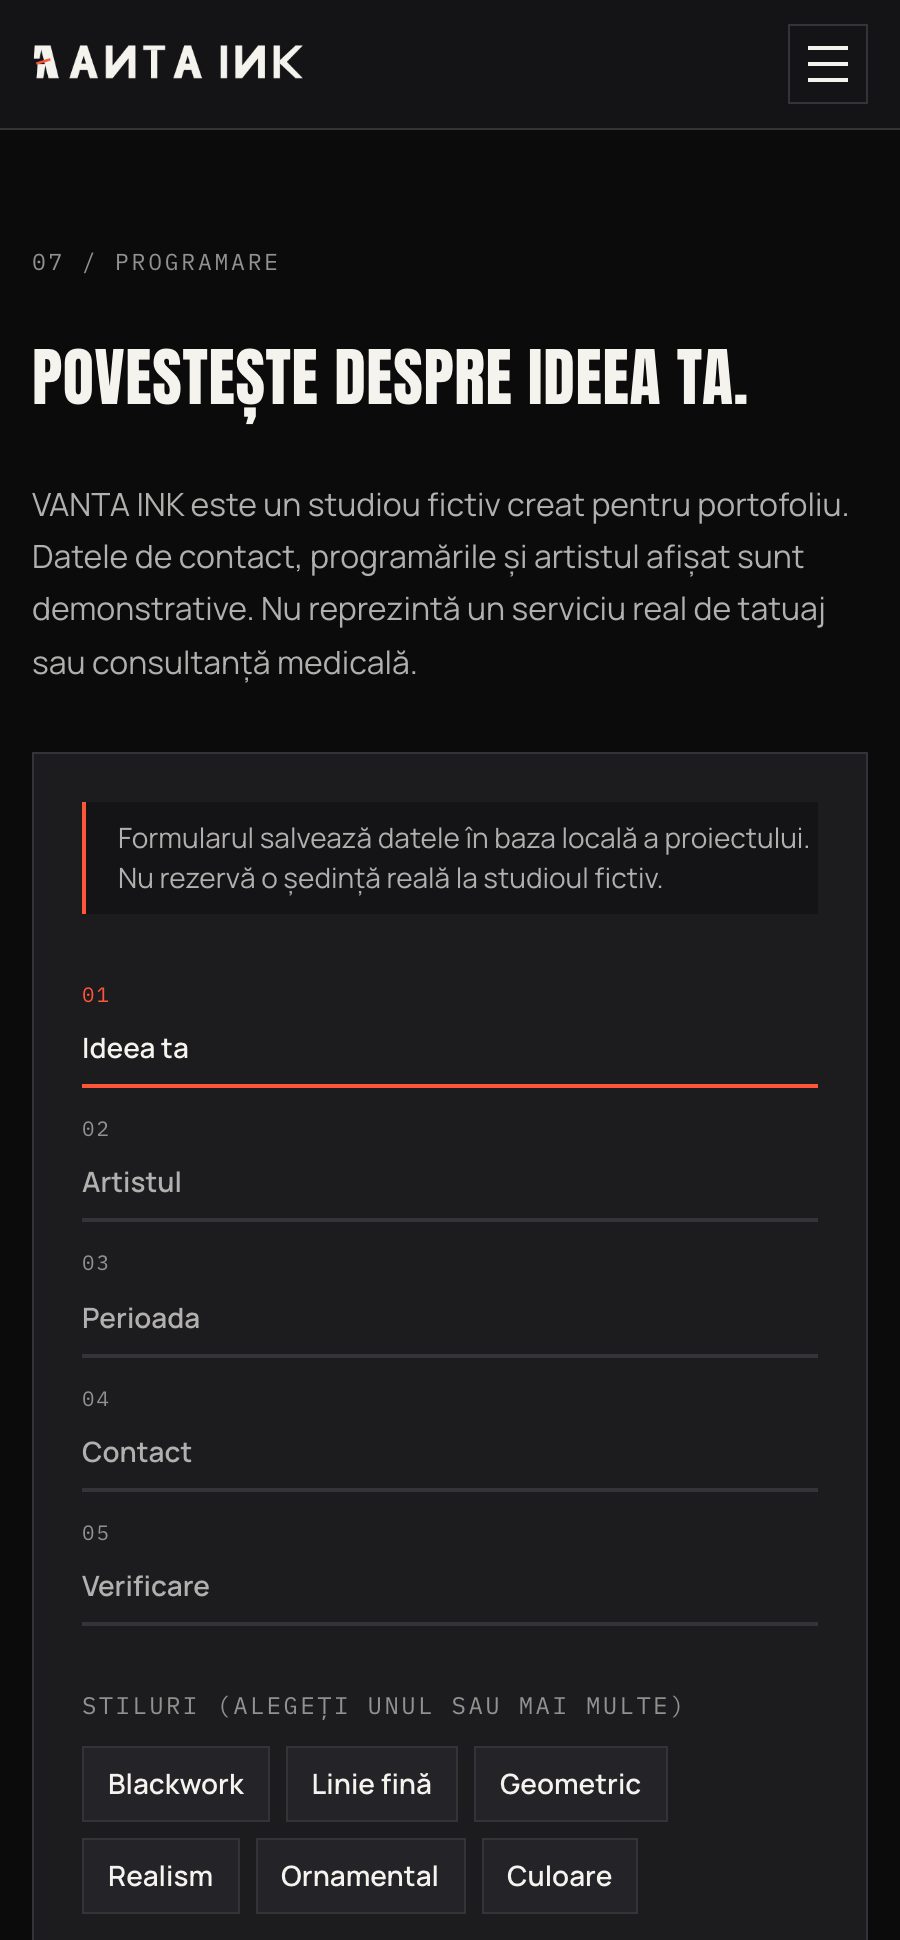 VANTA INK
07 / PROGRAMARE
POVESTEȘTE DESPRE IDEEA TA.
VANTA INK este un studiou fictiv creat pentru portofoliu.
Datele de contact, programările și artistul afișat sunt
demonstrative. Nu reprezintă un serviciu real de tatuaj
sau consultanță medicală.
Formularul salvează datele în baza locală a proiectului.
Nu rezervă o ședință reală la studioul fictiv.
01
Ideea ta
02
Artistul
03
Perioada
04
Contact
05
Verificare
STILURI (ALEGEȚI UNUL SAU MAI MULTE)
Blackwork Linie fină Geometric
Realism Ornamental Culoare